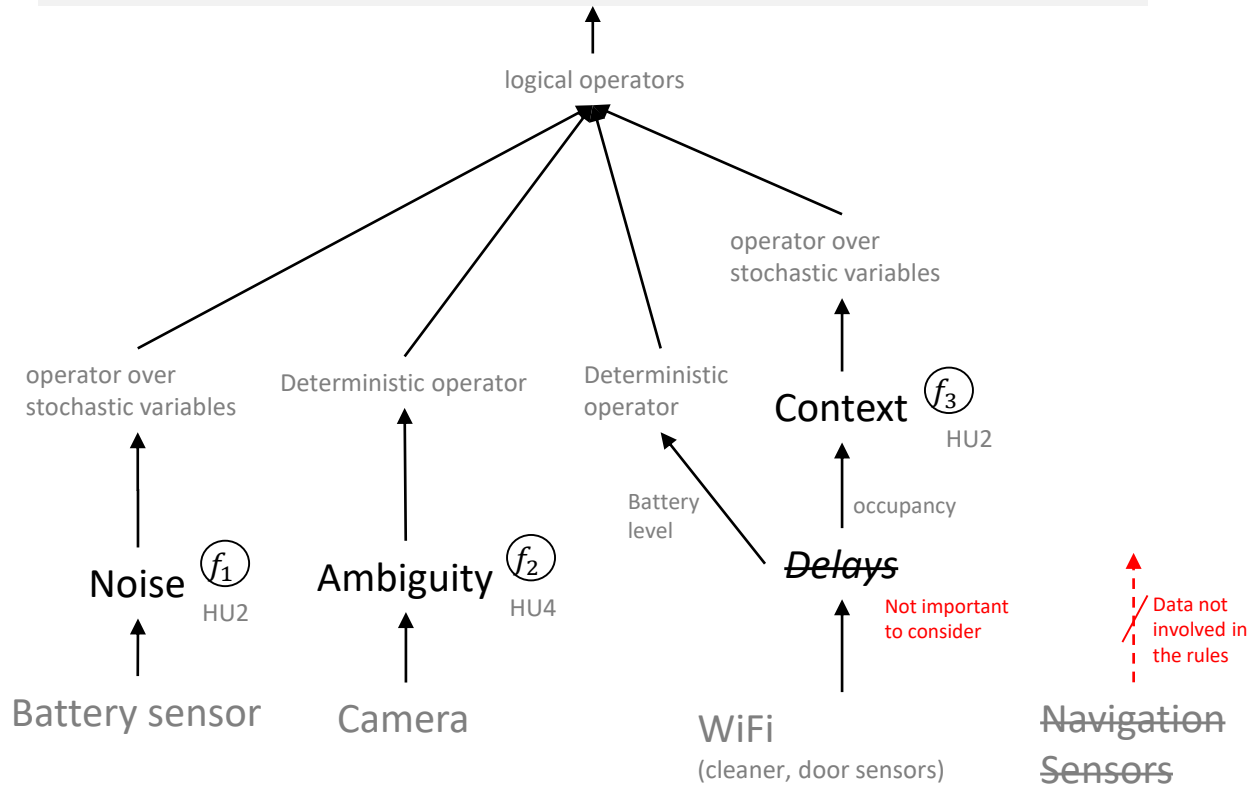 logical operators
operator over
stochastic variables
operator over
stochastic variables
Deterministic operator
Deterministic
operator
Context f3
HU2
Battery
level
occupancy
Noise f1
HU2
Ambiguity f2
HU4
Delays
Not important
to consider
Data not
involved in
the rules
Battery sensor
Camera
WiFi
(cleaner, door sensors)
Navigation
Sensors